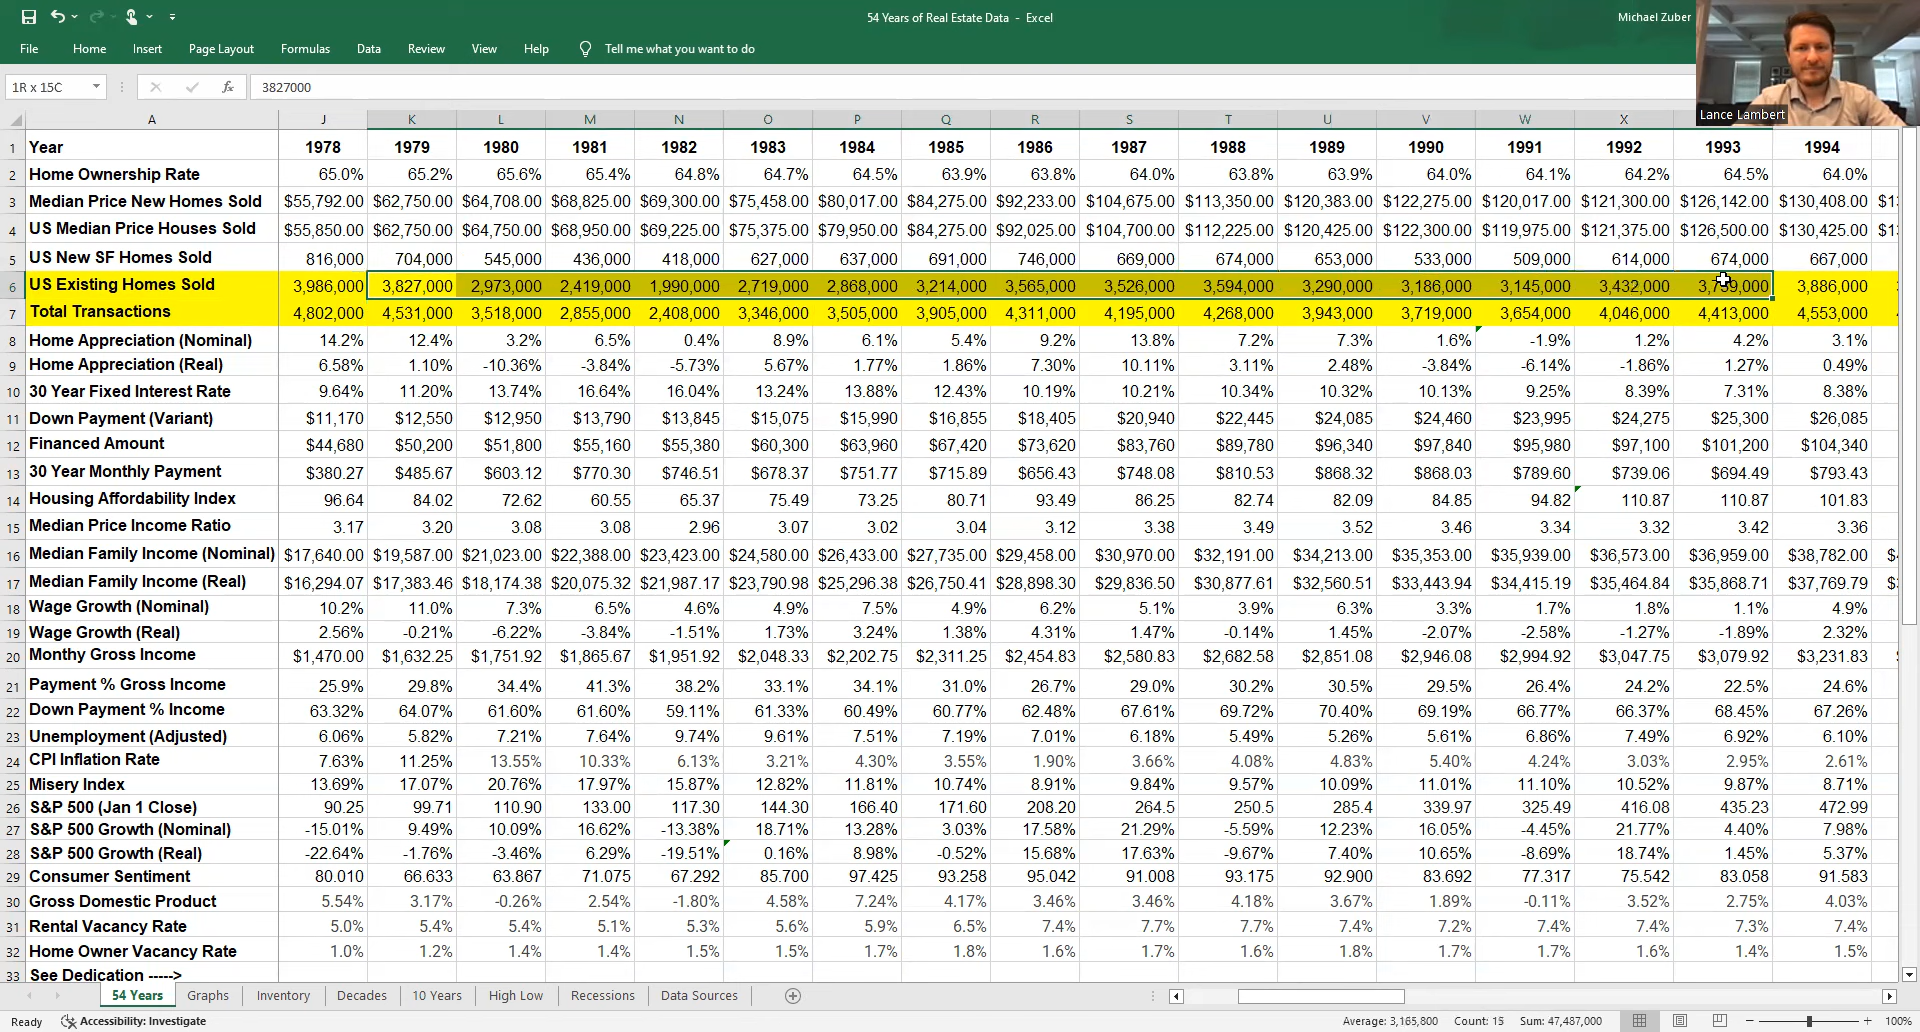 54 Years of Real Estate Data - Excel
Michael Zuber
File Home Insert Page Layout Formulas Data Review View Help Tell me what you want to do
1R x 15C fx 3827000
Lance Lambert
A J K L M N O P Q R S T U V W X
1 Year 1978 1979 1980 1981 1982 1983 1984 1985 1986 1987 1988 1989 1990 1991 1992 1993 1994
2 Home Ownership Rate 65.0% 65.2% 65.6% 65.4% 64.8% 64.7% 64.5% 63.9% 63.8% 64.0% 63.8% 63.9% 64.0% 64.1% 64.2% 64.5% 64.0%
3 Median Price New Homes Sold $55,792.00 $62,750.00 $64,708.00 $68,825.00 $69,300.00 $75,458.00 $80,017.00 $84,275.00 $92,233.00 $104,675.00 $113,350.00 $120,383.00 $122,275.00 $120,017.00 $121,300.00 $126,142.00 $130,408.00
4 US Median Price Houses Sold $55,850.00 $62,750.00 $64,750.00 $68,950.00 $69,225.00 $75,375.00 $79,950.00 $84,275.00 $92,025.00 $104,700.00 $112,225.00 $120,425.00 $122,300.00 $119,975.00 $121,375.00 $126,500.00 $130,425.00
5 US New SF Homes Sold 816,000 704,000 545,000 436,000 418,000 627,000 637,000 691,000 746,000 669,000 674,000 653,000 533,000 509,000 614,000 674,000 667,000
6 US Existing Homes Sold 3,986,000 3,827,000 2,973,000 2,419,000 1,990,000 2,719,000 2,868,000 3,214,000 3,565,000 3,526,000 3,594,000 3,290,000 3,186,000 3,145,000 3,432,000 3,886,000
7 Total Transactions 4,802,000 4,531,000 3,518,000 2,855,000 2,408,000 3,346,000 3,505,000 3,905,000 4,311,000 4,195,000 4,268,000 3,943,000 3,719,000 3,654,000 4,046,000 4,413,000 4,553,000
8 Home Appreciation (Nominal) 14.2% 12.4% 3.2% 6.5% 0.4% 8.9% 6.1% 5.4% 9.2% 13.8% 7.2% 7.3% 1.6% -1.9% 1.2% 4.2% 3.1%
9 Home Appreciation (Real) 6.58% 1.10% -10.36% -3.84% -5.73% 5.67% 1.77% 1.86% 7.30% 10.11% 3.11% 2.48% -3.84% -6.14% -1.86% 1.27% 0.49%
10 30 Year Fixed Interest Rate 9.64% 11.20% 13.74% 16.64% 16.04% 13.24% 13.88% 12.43% 10.19% 10.21% 10.34% 10.32% 10.13% 9.25% 8.39% 7.31% 8.38%
11 Down Payment (Variant) $11,170 $12,550 $12,950 $13,790 $13,845 $15,075 $15,990 $16,855 $18,405 $20,940 $22,445 $24,085 $24,460 $23,995 $24,275 $25,300 $26,085
12 Financed Amount $44,680 $50,200 $51,800 $55,160 $55,380 $60,300 $63,960 $67,420 $73,620 $83,760 $89,780 $96,340 $97,840 $95,980 $97,100 $101,200 $104,340
13 30 Year Monthly Payment $380.27 $485.67 $603.12 $770.30 $746.51 $678.37 $751.77 $715.89 $656.43 $748.08 $810.53 $868.32 $868.03 $789.60 $739.06 $694.49 $793.43
14 Housing Affordability Index 96.64 84.02 72.62 60.55 65.37 75.49 73.25 80.71 93.49 86.25 82.74 82.09 84.85 94.82 110.87 110.87 101.83
15 Median Price Income Ratio 3.17 3.20 3.08 3.08 2.96 3.07 3.02 3.04 3.12 3.38 3.49 3.52 3.46 3.34 3.32 3.42 3.36
16 Median Family Income (Nominal) $17,640.00 $19,587.00 $21,023.00 $22,388.00 $23,423.00 $24,580.00 $26,433.00 $27,735.00 $29,458.00 $30,970.00 $32,191.00 $34,213.00 $35,353.00 $35,939.00 $36,573.00 $36,959.00 $38,782.00
17 Median Family Income (Real) $16,294.07 $17,383.46 $18,174.38 $20,075.32 $21,987.17 $23,790.98 $25,296.38 $26,750.41 $28,898.30 $29,836.50 $30,877.61 $32,560.51 $33,443.94 $34,415.19 $35,464.84 $35,868.71 $37,769.79
18 Wage Growth (Nominal) 10.2% 11.0% 7.3% 6.5% 4.6% 4.9% 7.5% 4.9% 6.2% 5.1% 3.9% 6.3% 3.3% 1.7% 1.8% 1.1% 4.9%
19 Wage Growth (Real) 2.56% -0.21% -6.22% -3.84% -1.51% 1.73% 3.24% 1.38% 4.31% 1.47% -0.14% 1.45% -2.07% -2.58% -1.27% -1.89% 2.32%
20 Monthy Gross Income $1,470.00 $1,632.25 $1,751.92 $1,865.67 $1,951.92 $2,048.33 $2,202.75 $2,311.25 $2,454.83 $2,580.83 $2,682.58 $2,851.08 $2,946.08 $2,994.92 $3,047.75 $3,079.92 $3,231.83
21 Payment % Gross Income 25.9% 29.8% 34.4% 41.3% 38.2% 33.1% 34.1% 31.0% 26.7% 29.0% 30.2% 30.5% 29.5% 26.4% 24.2% 22.5% 24.6%
22 Down Payment % Income 63.32% 64.07% 61.60% 61.60% 59.11% 61.33% 60.49% 60.77% 62.48% 67.61% 69.72% 70.40% 69.19% 66.77% 66.37% 68.45% 67.26%
23 Unemployment (Adjusted) 6.06% 5.82% 7.21% 7.64% 9.74% 9.61% 7.51% 7.19% 7.01% 6.18% 5.49% 5.26% 5.61% 6.86% 7.49% 6.92% 6.10%
24 CPI Inflation Rate 7.63% 11.25% 13.55% 10.33% 6.13% 3.21% 4.30% 3.55% 1.90% 3.66% 4.08% 4.83% 5.40% 4.24% 3.03% 2.95% 2.61%
25 Misery Index 13.69% 17.07% 20.76% 17.97% 15.87% 12.82% 11.81% 10.74% 8.91% 9.84% 9.57% 10.09% 11.01% 11.10% 10.52% 9.87% 8.71%
26 S&P 500 (Jan 1 Close) 90.25 99.71 110.90 133.00 117.30 144.30 166.40 171.60 208.20 264.5 250.5 285.4 339.97 325.49 416.08 435.23 472.99
27 S&P 500 Growth (Nominal) -15.01% 9.49% 10.09% 16.62% -13.38% 18.71% 13.28% 3.03% 17.58% 21.29% -5.59% 12.23% 16.05% -4.45% 21.77% 4.40% 7.98%
28 S&P 500 Growth (Real) -22.64% -1.76% -3.46% 6.29% -19.51% 0.16% 8.98% -0.52% 15.68% 17.63% -9.67% 7.40% 10.65% -8.69% 18.74% 1.45% 5.37%
29 Consumer Sentiment 80.010 66.633 63.867 71.075 67.292 85.700 97.425 93.258 95.042 91.008 93.175 92.900 83.692 77.317 75.542 83.058 91.583
30 Gross Domestic Product 5.54% 3.17% -0.26% 2.54% -1.80% 4.58% 7.24% 4.17% 3.46% 3.46% 4.18% 3.67% 1.89% -0.11% 3.52% 2.75% 4.03%
31 Rental Vacancy Rate 5.0% 5.4% 5.4% 5.1% 5.3% 5.6% 5.9% 6.5% 7.4% 7.7% 7.7% 7.4% 7.2% 7.4% 7.4% 7.3% 7.4%
32 Home Owner Vacancy Rate 1.0% 1.2% 1.4% 1.4% 1.5% 1.5% 1.7% 1.8% 1.6% 1.7% 1.6% 1.8% 1.7% 1.7% 1.6% 1.4% 1.5%
33 See Dedication ----->
54 Years Graphs Inventory Decades 10 Years High Low Recessions Data Sources
Ready Accessibility: Investigate Average: 3,165,800 Count: 15 Sum: 47,487,000 100%